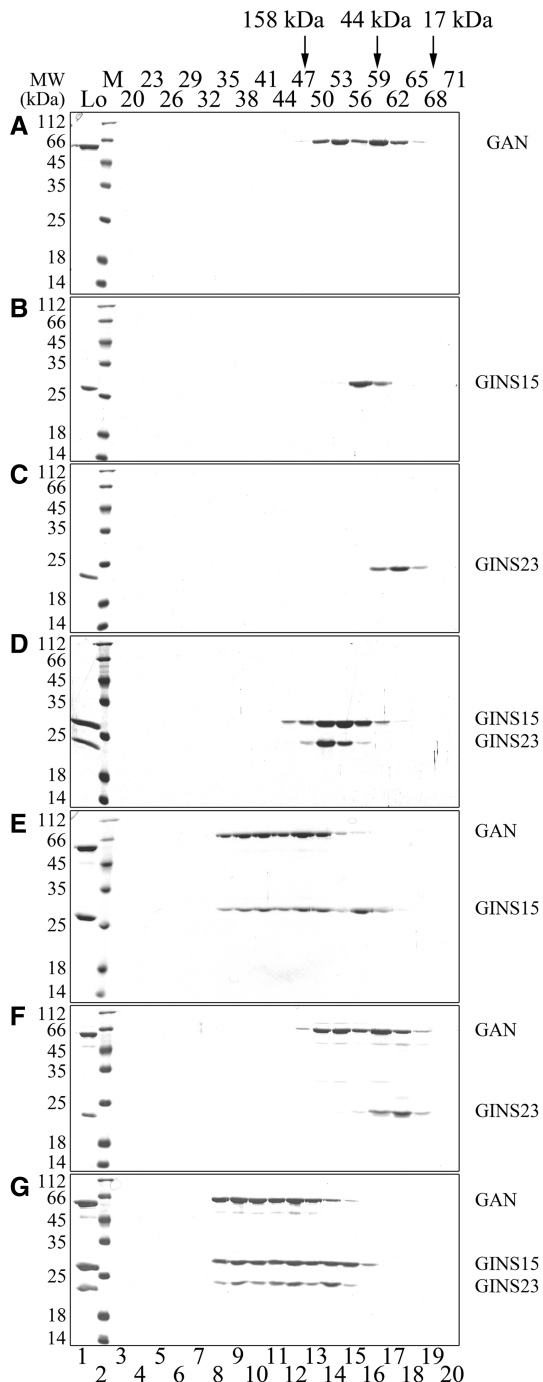 158 kDa 44 kDa 17 kDa
MW M 23 29 35 41 47 53 59 65 71
(kDa) Lo 20 26 32 38 44 50 56 62 68
A
112
66
45
35
25
18
14
GAN
B
112
66
45
35
25
18
14
GINS15
C
112
66
45
35
25
18
14
GINS23
D
112
66
45
35
25
18
14
GINS15
GINS23
E
112
66
45
35
25
18
14
GAN
GINS15
F
112
66
45
35
25
18
14
GAN
GINS23
G
112
66
45
35
25
18
14
GAN
GINS15
GINS23
1 3 5 7 9 11 13 15 17 19
2 4 6 8 10 12 14 16 18 20